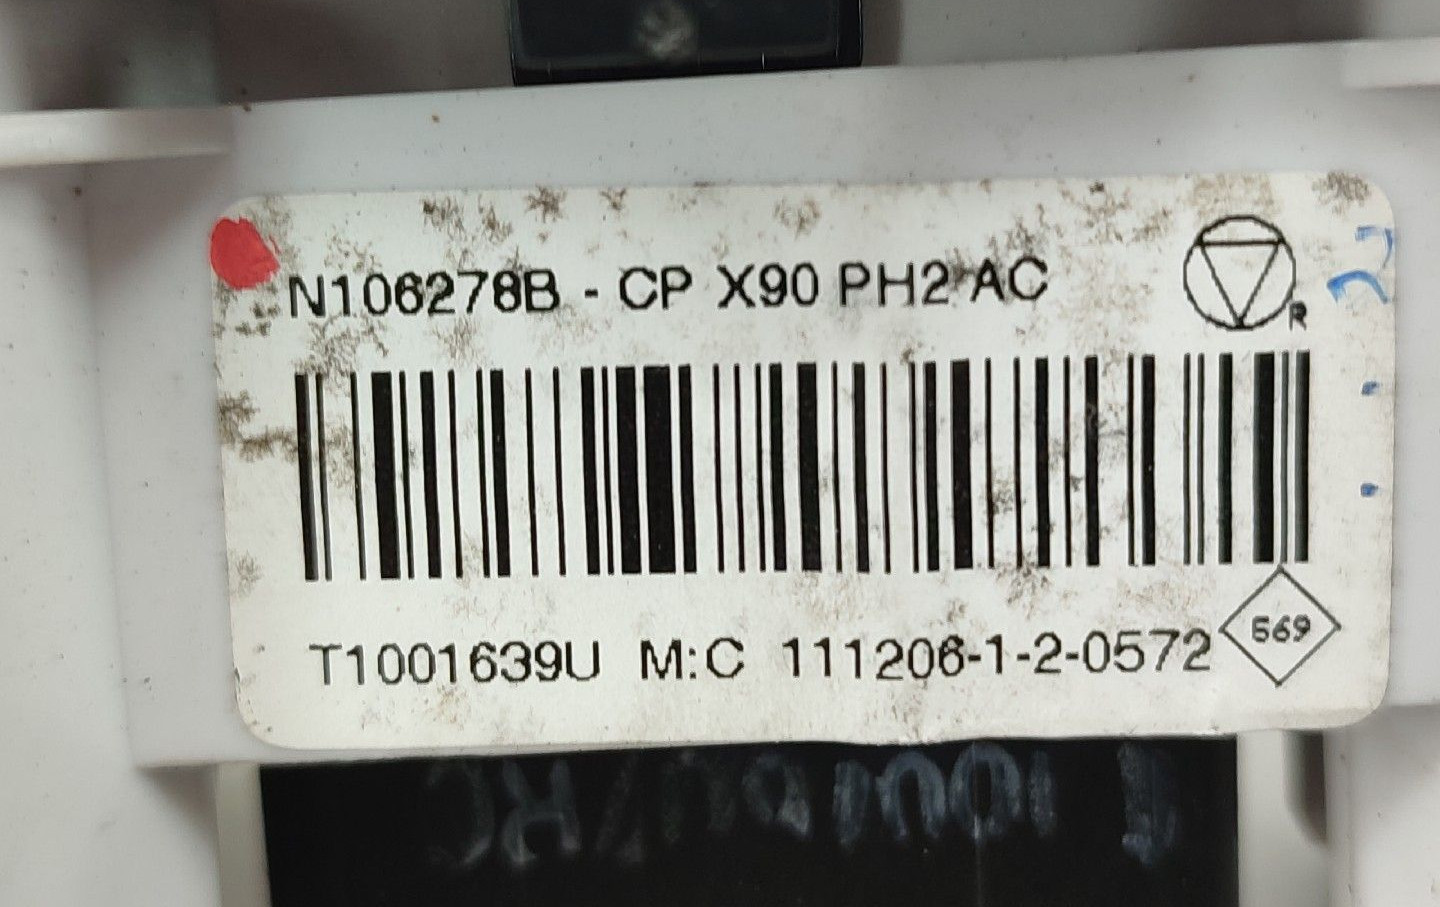 N106278B - CP X90 PH2 AC
R
T1001639U M:C 111206-1-2-0572
569